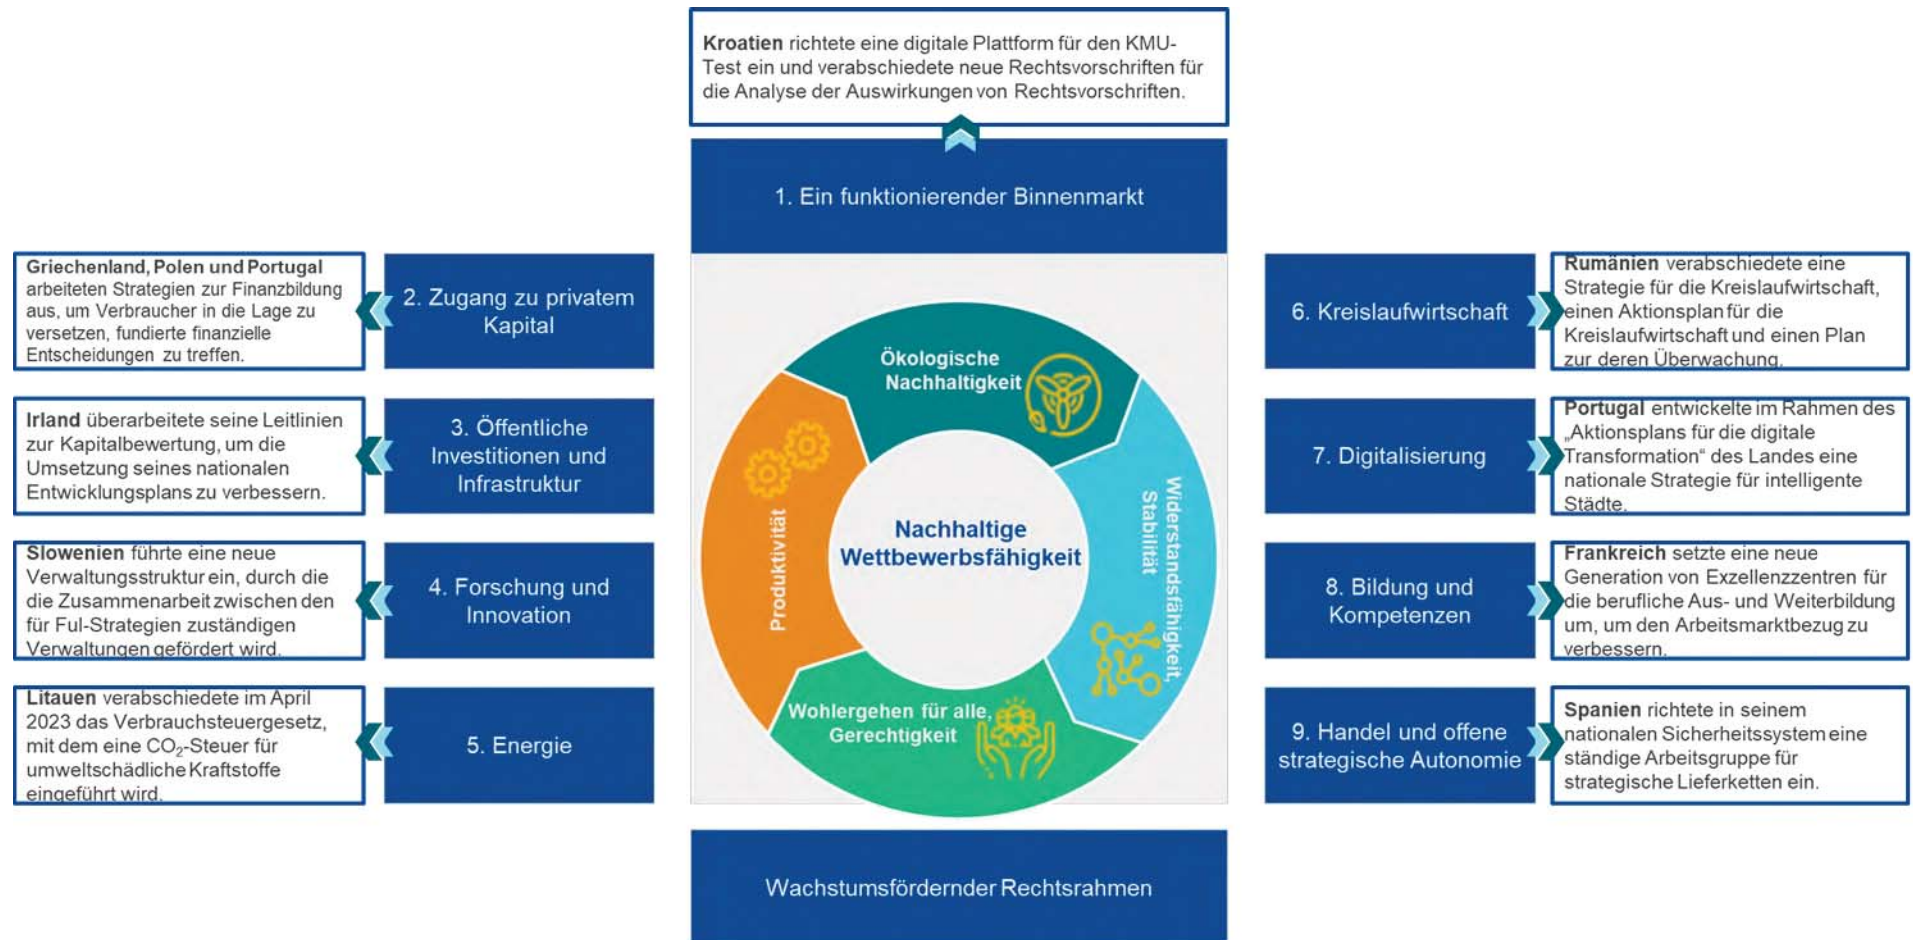 Kroatien richtete eine digitale Plattform für den KMU-
Test ein und verabschiedete neue Rechtsvorschriften für
die Analyse der Auswirkungen von Rechtsvorschriften.
1. Ein funktionierender Binnenmarkt
Griechenland, Polen und Portugal
arbeiteten Strategien zur Finanzbildung
aus, um Verbraucher in die Lage zu
versetzen, fundierte finanzielle
Entscheidungen zu treffen.
2. Zugang zu privatem
Kapital
Irland überarbeitete seine Leitlinien
zur Kapitalbewertung, um die
Umsetzung seines nationalen
Entwicklungsplans zu verbessern.
3. Öffentliche
Investitionen und
Infrastruktur
Slowenien führte eine neue
Verwaltungsstruktur ein, durch die
die Zusammenarbeit zwischen den
für FuI-Strategien zuständigen
Verwaltungen gefördert wird.
4. Forschung und
Innovation
Litauen verabschiedete im April
2023 das Verbrauchsteuergesetz,
mit dem eine CO₂-Steuer für
umweltschädliche Kraftstoffe
eingeführt wird.
5. Energie
Ökologische
Nachhaltigkeit
Produktivität
Nachhaltige
Wettbewerbsfähigkeit
Widerstandsfähigkeit,
Stabilität
Wohlergehen für alle,
Gerechtigkeit
6. Kreislaufwirtschaft
Rumänien verabschiedete eine
Strategie für die Kreislaufwirtschaft,
einen Aktionsplan für die
Kreislaufwirtschaft und einen Plan
zur deren Überwachung.
7. Digitalisierung
Portugal entwickelte im Rahmen des
„Aktionsplans für die digitale
Transformation“ des Landes eine
nationale Strategie für intelligente
Städte.
8. Bildung und
Kompetenzen
Frankreich setzte eine neue
Generation von Exzellenzzentren für
die berufliche Aus- und Weiterbildung
um, um den Arbeitsmarktbezug zu
verbessern.
9. Handel und offene
strategische Autonomie
Spanien richtete in seinem
nationalen Sicherheitssystem eine
ständige Arbeitsgruppe für
strategische Lieferketten ein.
Wachstumsfördernder Rechtsrahmen